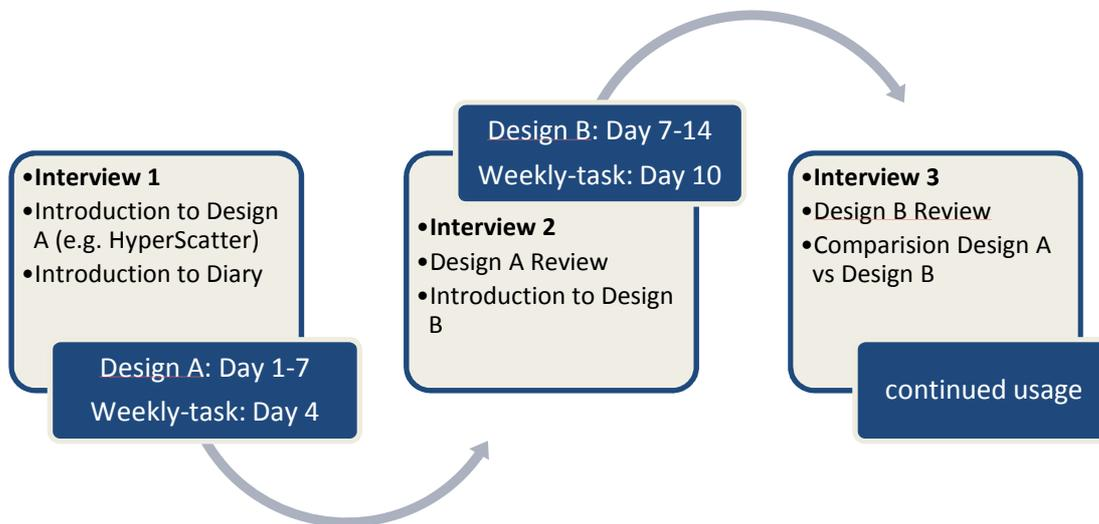 •Interview 1
•Introduction to Design
A (e.g. HyperScatter)
•Introduction to Diary
Design A: Day 1-7
Weekly-task: Day 4
Design B: Day 7-14
Weekly-task: Day 10
•Interview 2
•Design A Review
•Introduction to Design
B
•Interview 3
•Design B Review
•Comparision Design A
vs Design B
continued usage